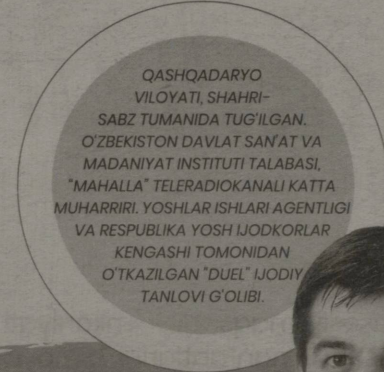 QASHQADARYO
VILOYATI, SHAHRI-
SABZ TUMANIDA TUG'ILGAN.
O'ZBEKISTON DAVLAT SAN'AT VA
MADANIYAT INSTITUTI TALABASI,
"MAHALLA" TELERADIOKANALI KATTA
MUHARRIRI. YOSHLAR ISHLARI AGENTLIGI
VA RESPUBLIKA YOSH IJODKORLAR
KENGASHI TOMONIDAN
O'TKAZILGAN "DUEL" IJODIY
TANLOVI G'OLIBI.